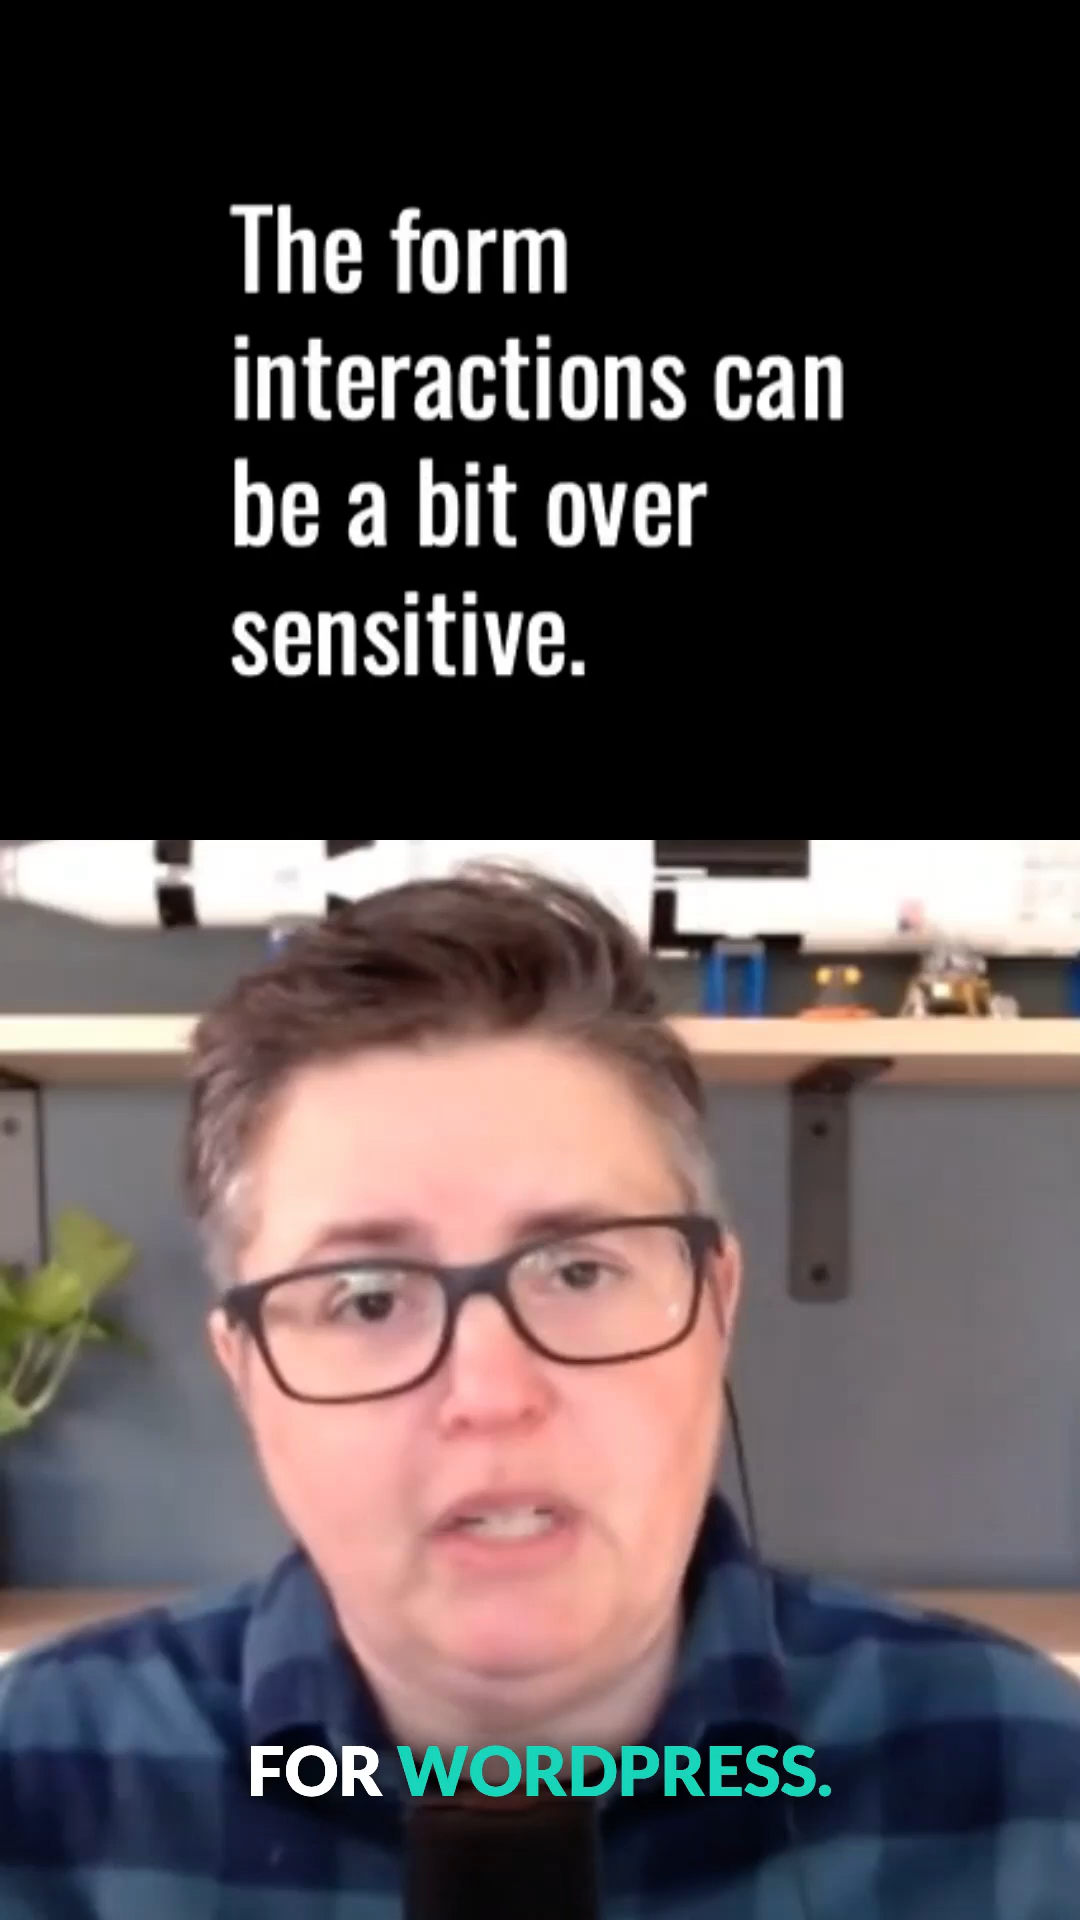 The form
interactions can
be a bit over
sensitive.
FOR WORDPRESS.